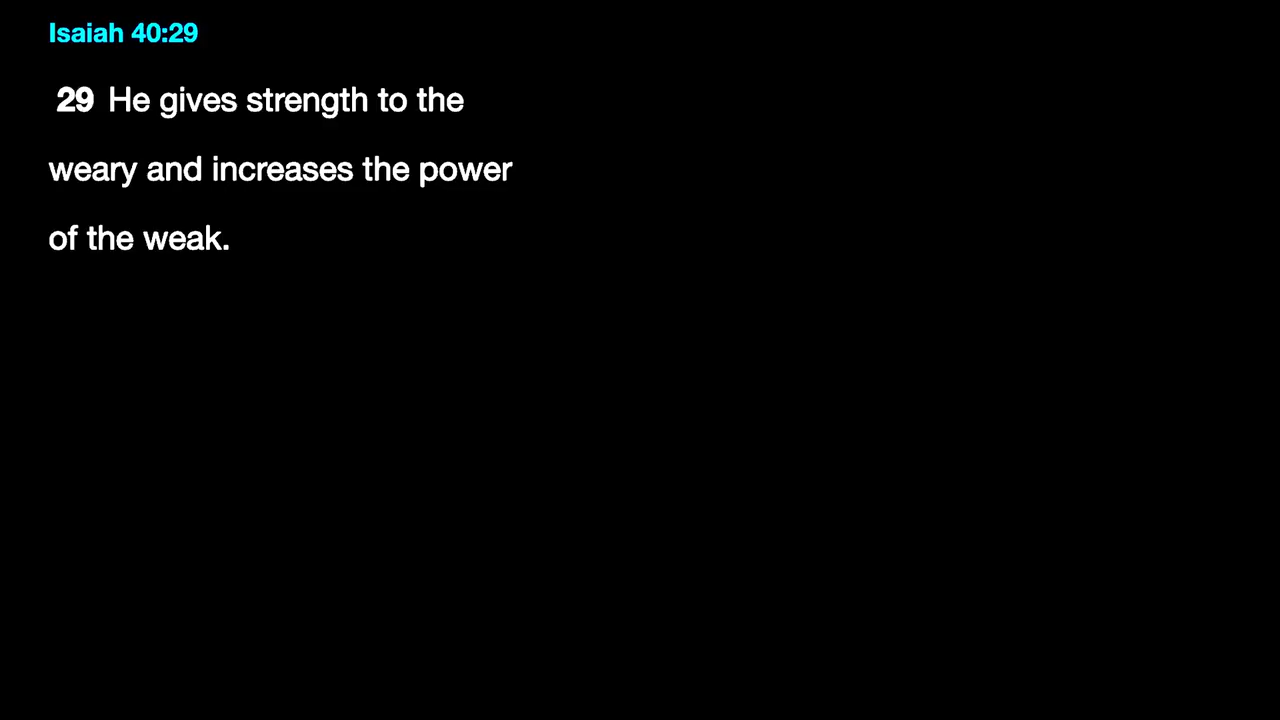 Isaiah 40:29
29 He gives strength to the
weary and increases the power
of the weak.